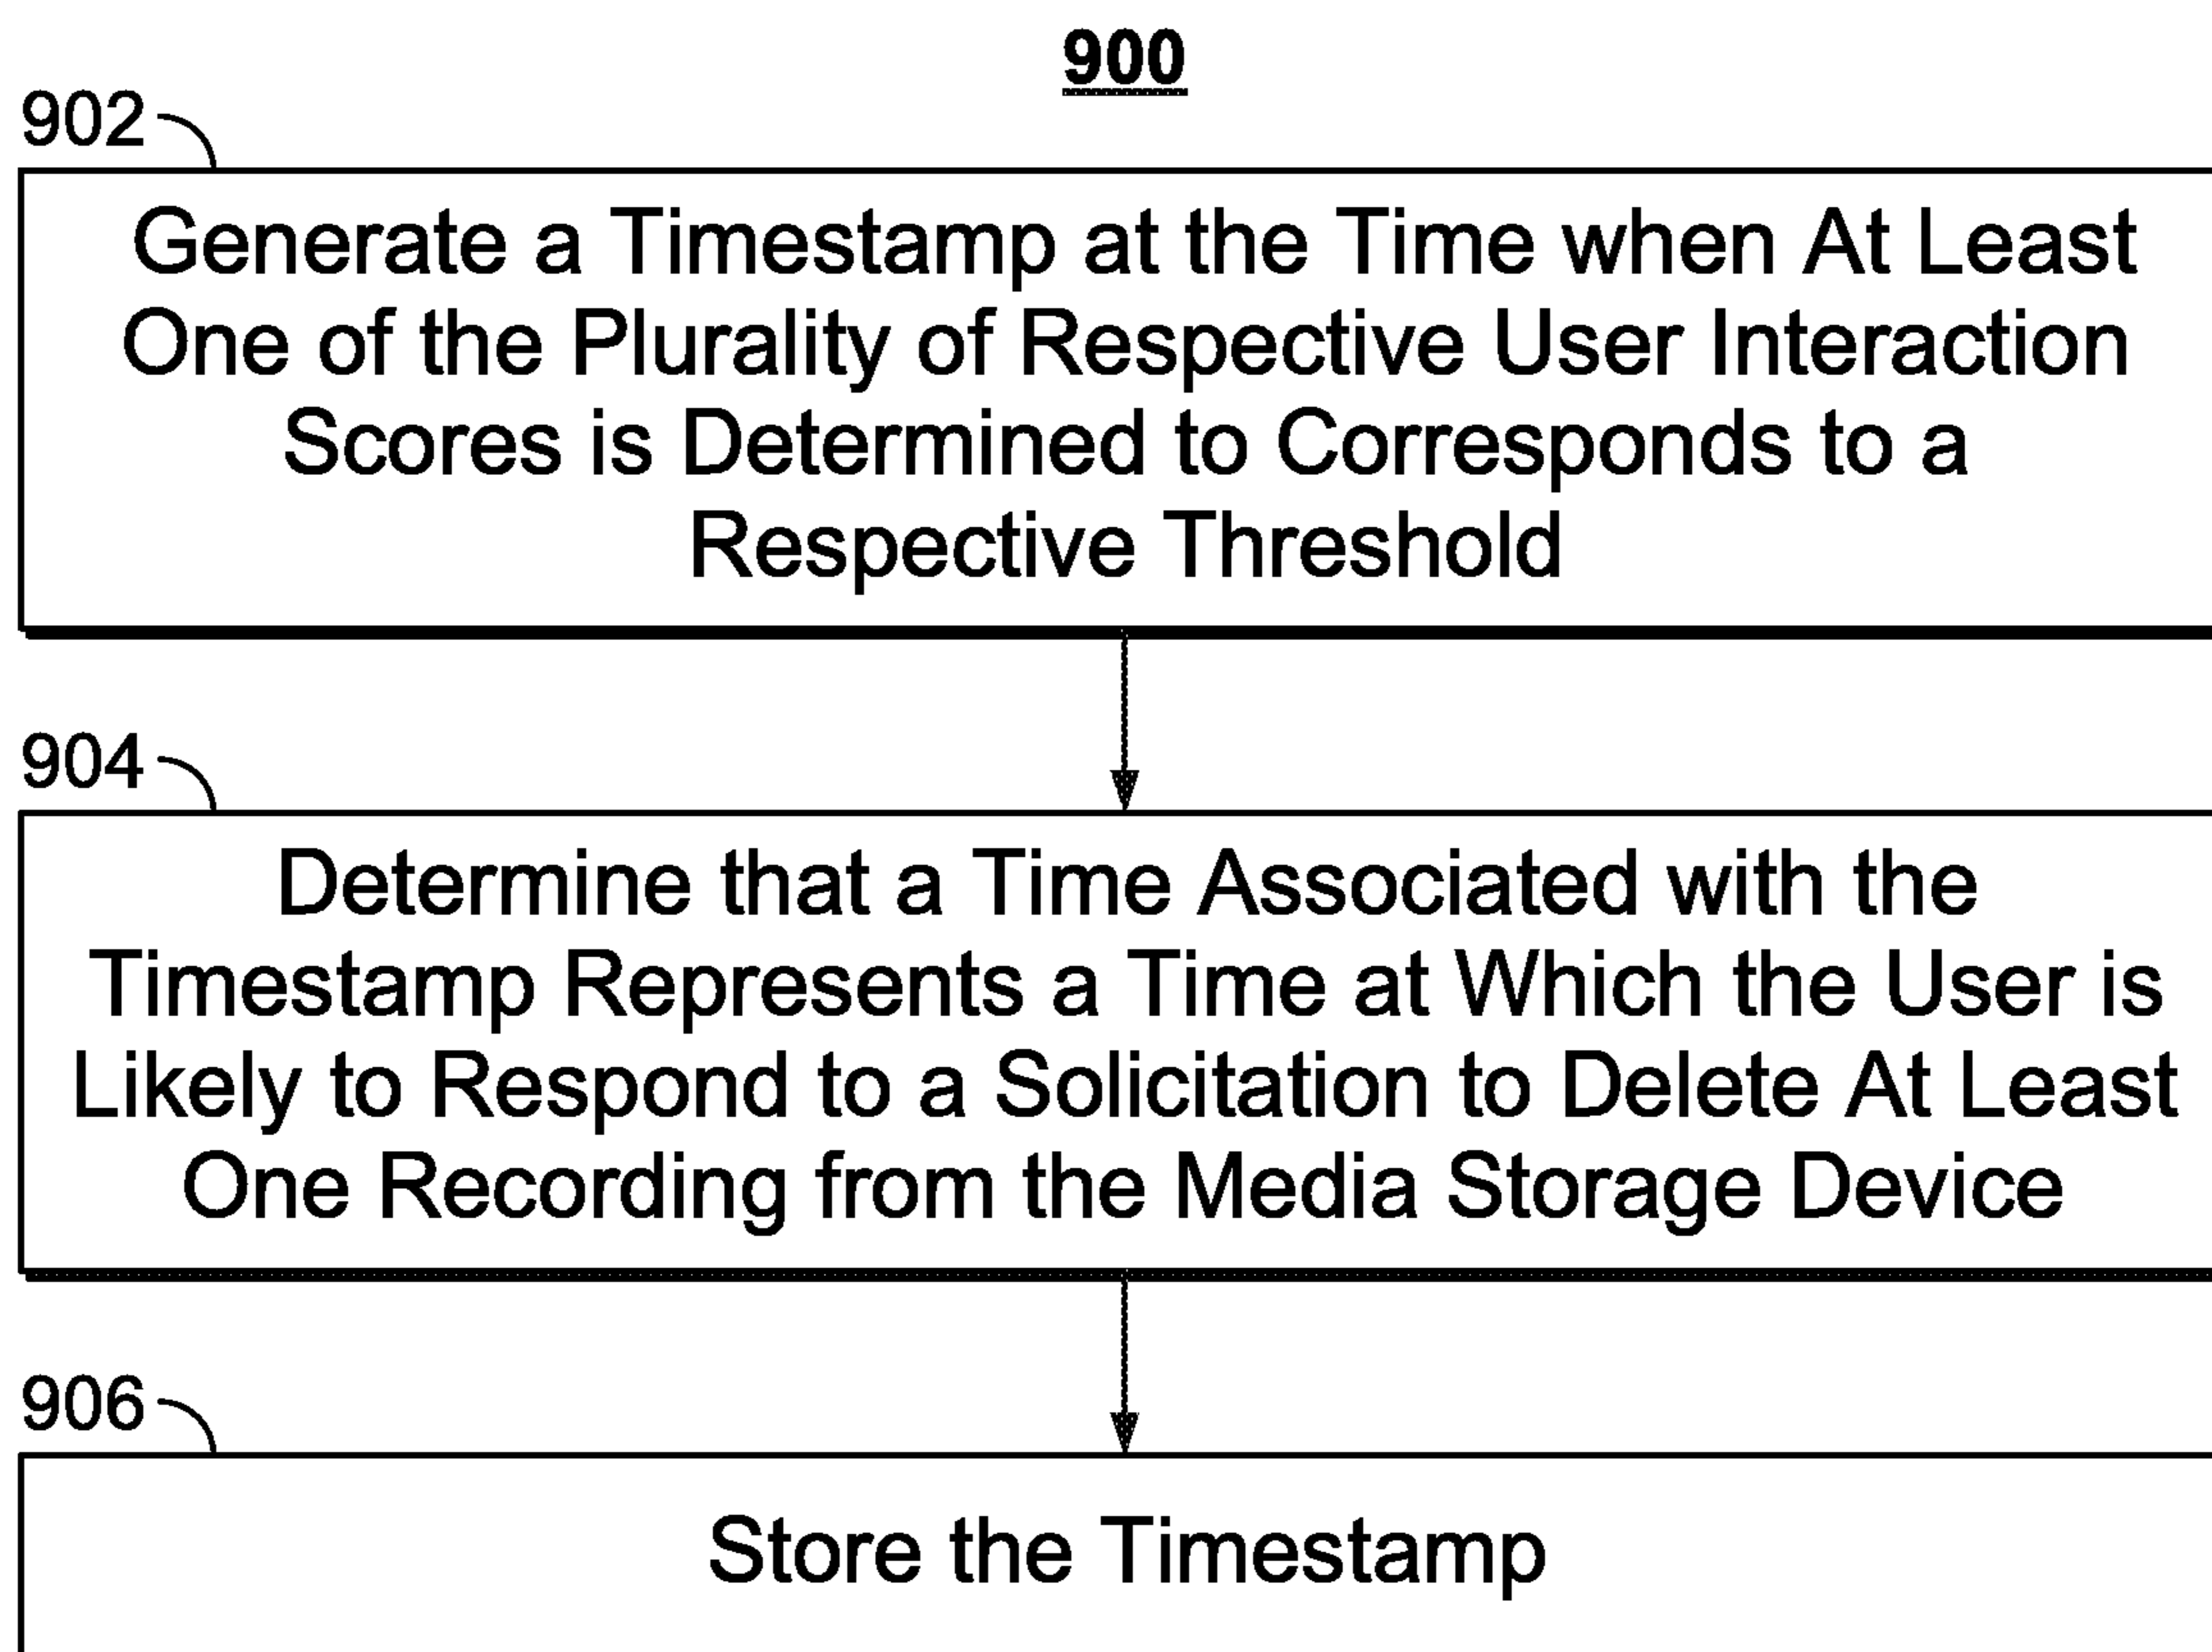 900
902
Generate a Timestamp at the Time when At Least
One of the Plurality of Respective User Interaction
Scores is Determined to Corresponds to a
Respective Threshold
904
Determine that a Time Associated with the
Timestamp Represents a Time at Which the User is
Likely to Respond to a Solicitation to Delete At Least
One Recording from the Media Storage Device
906
Store the Timestamp